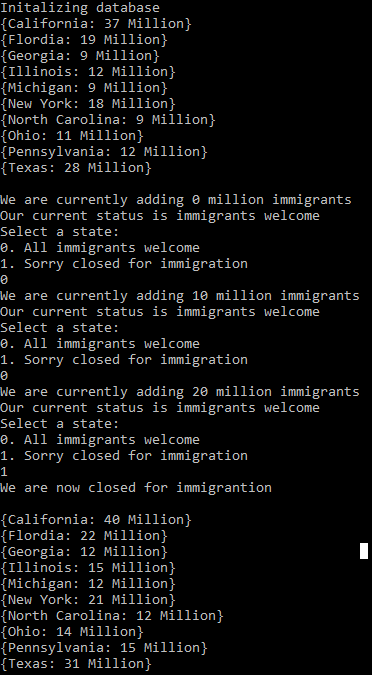 Initalizing database
{California: 37 Million}
{Flordia: 19 Million}
{Georgia: 9 Million}
{Illinois: 12 Million}
{Michigan: 9 Million}
{New York: 18 Million}
{North Carolina: 9 Million}
{Ohio: 11 Million}
{Pennsylvania: 12 Million}
{Texas: 28 Million}
We are currently adding 0 million immigrants
Our current status is immigrants welcome
Select a state:
0. All immigrants welcome
1. Sorry closed for immigration
0
We are currently adding 10 million immigrants
Our current status is immigrants welcome
Select a state:
0. All immigrants welcome
1. Sorry closed for immigration
0
We are currently adding 20 million immigrants
Our current status is immigrants welcome
Select a state:
0. All immigrants welcome
1. Sorry closed for immigration
1
We are now closed for immigrantion
{California: 40 Million}
{Flordia: 22 Million}
{Georgia: 12 Million}
{Illinois: 15 Million}
{Michigan: 12 Million}
{New York: 21 Million}
{North Carolina: 12 Million}
{Ohio: 14 Million}
{Pennsylvania: 15 Million}
{Texas: 31 Million}